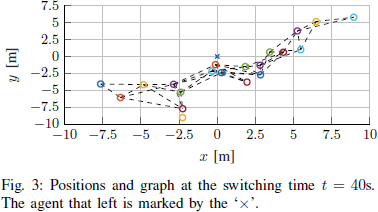 7.5
5
2.5
0
−2.5
−5
−7.5
−10
y [m]
−10 −7.5 −5 −2.5 0 2.5 5 7.5 10
x [m]
Fig. 3: Positions and graph at the switching time t = 40s.
The agent that left is marked by the ‘×’.